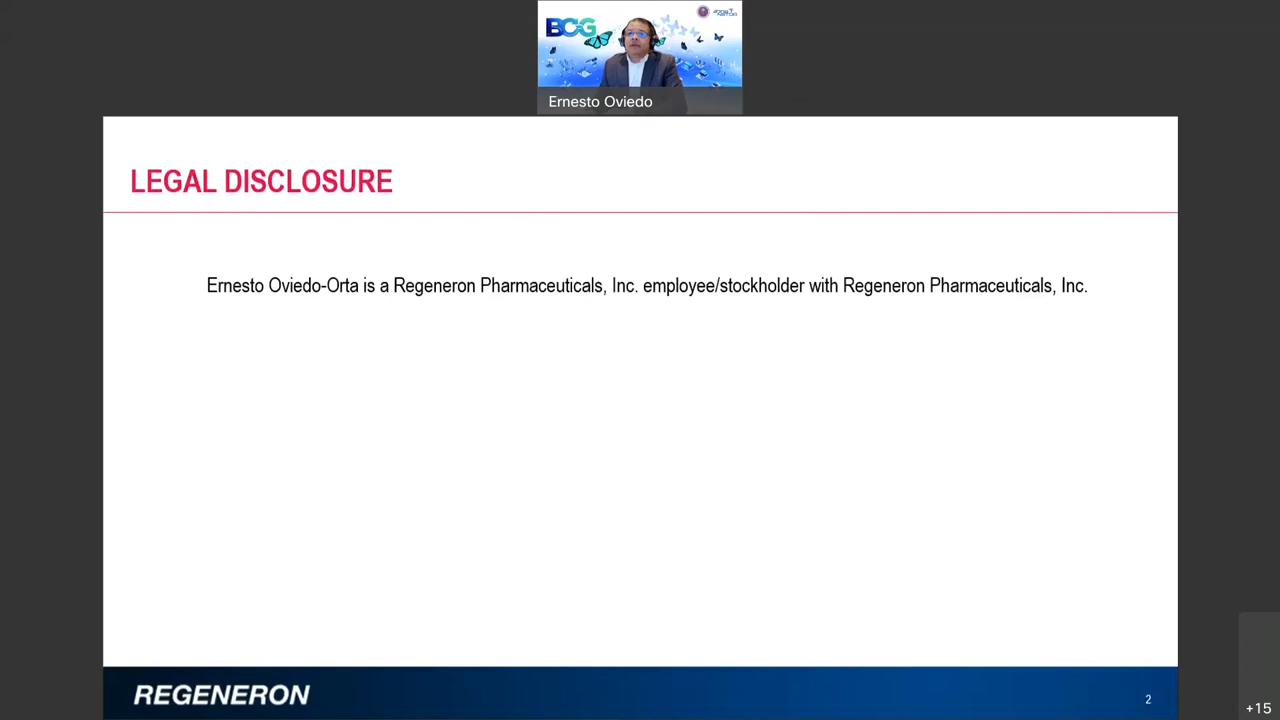 BCG
Ernesto Oviedo
LEGAL DISCLOSURE
Ernesto Oviedo-Orta is a Regeneron Pharmaceuticals, Inc. employee/stockholder with Regeneron Pharmaceuticals, Inc.
REGENERON
2
+15